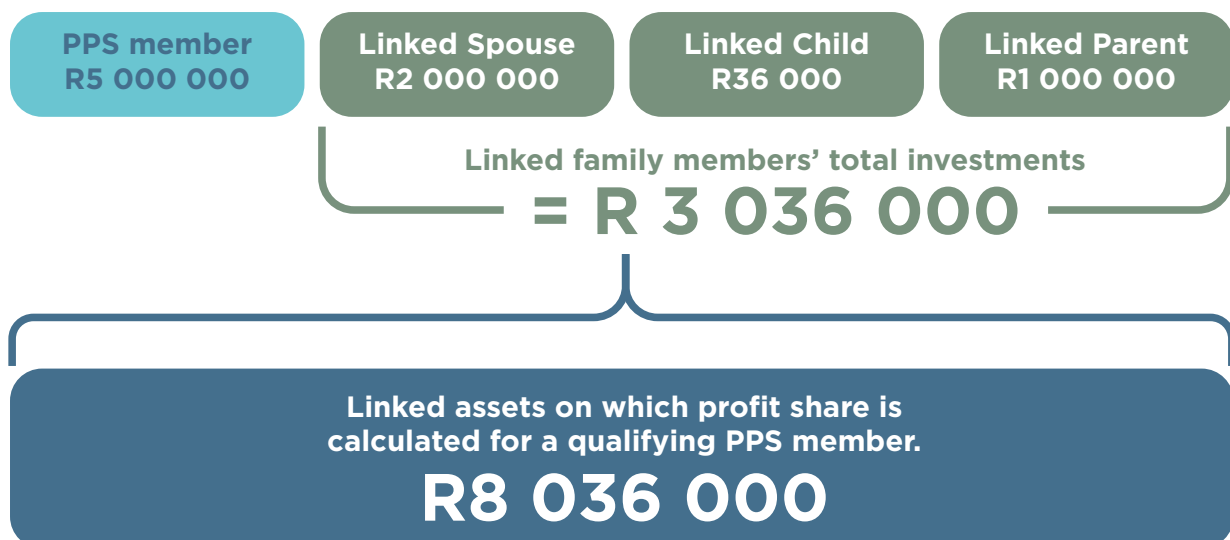 PPS member
R5 000 000
Linked Spouse
R2 000 000
Linked Child
R36 000
Linked Parent
R1 000 000
Linked family members’ total investments
= R 3 036 000
Linked assets on which profit share is
calculated for a qualifying PPS member.
R8 036 000